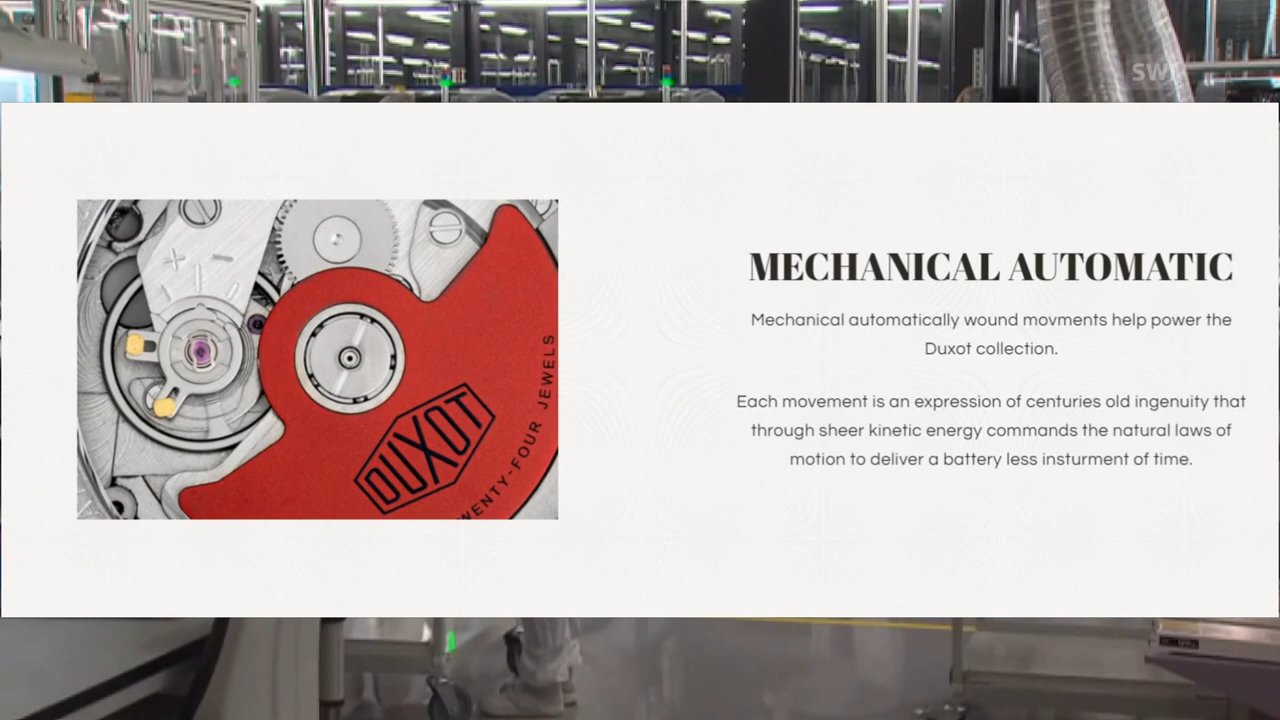 SW
MECHANICAL AUTOMATIC
Mechanical automatically wound movments help power the
Duxot collection.
Each movement is an expression of centuries old ingenuity that
through sheer kinetic energy commands the natural laws of
motion to deliver a battery less insturment of time.
DUXOT
WENTY-FOUR JEWELS